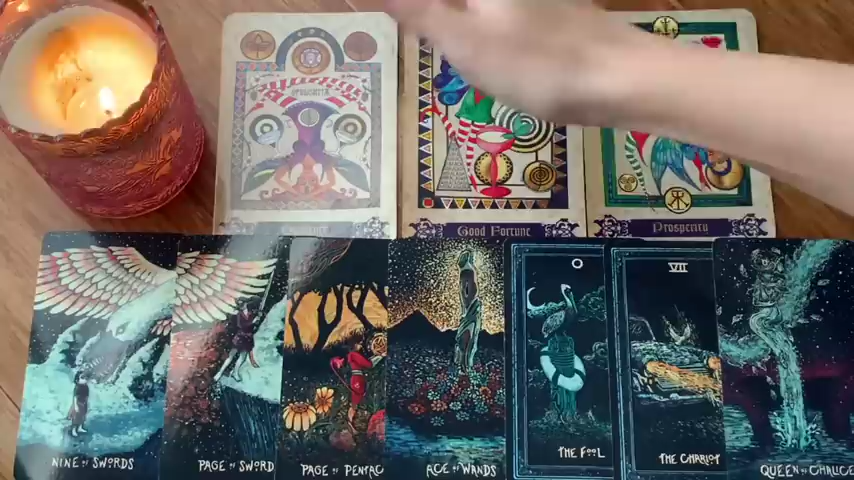 Good Fortune
Prosperity
NINE OF SWORDS
PAGE OF SWORD
PAGE OF PENTAC
ACE OF WANDS
O
THE FOOL
VII
THE CHARIOT
QUEEN OF CHALICE